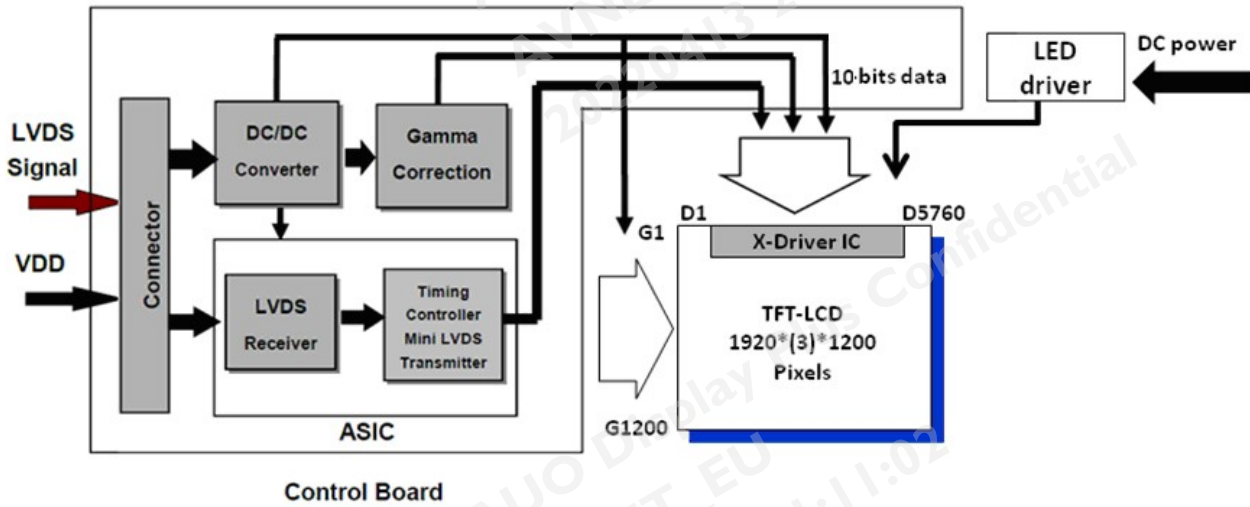 LVDS
Signal
VDD
Connector
DC/DC
Converter
Gamma
Correction
LVDS
Receiver
Timing
Controller
Mini LVDS
Transmitter
ASIC
Control Board
10-bits data
LED
driver
DC power
D1
D5760
G1
G1200
X-Driver IC
TFT-LCD
1920*(3)*1200
Pixels
AUO Display Plus Confidential